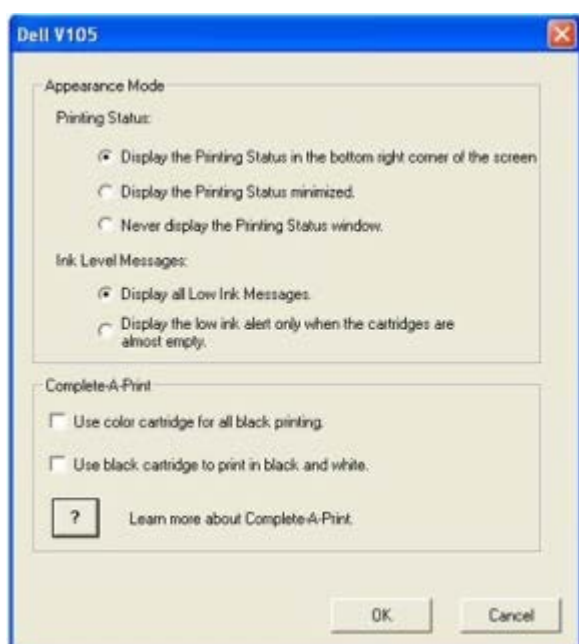 Dell V105
Appearance Mode
Printing Status:
Display the Printing Status in the bottom right corner of the screen
Display the Printing Status minimized.
Never display the Printing Status window.
Ink Level Messages:
Display all Low Ink Messages.
Display the low ink alert only when the cartridges are
almost empty.
Complete-A-Print
Use color cartridge for all black printing.
Use black cartridge to print in black and white.
?
Learn more about Complete-A-Print.
OK
Cancel